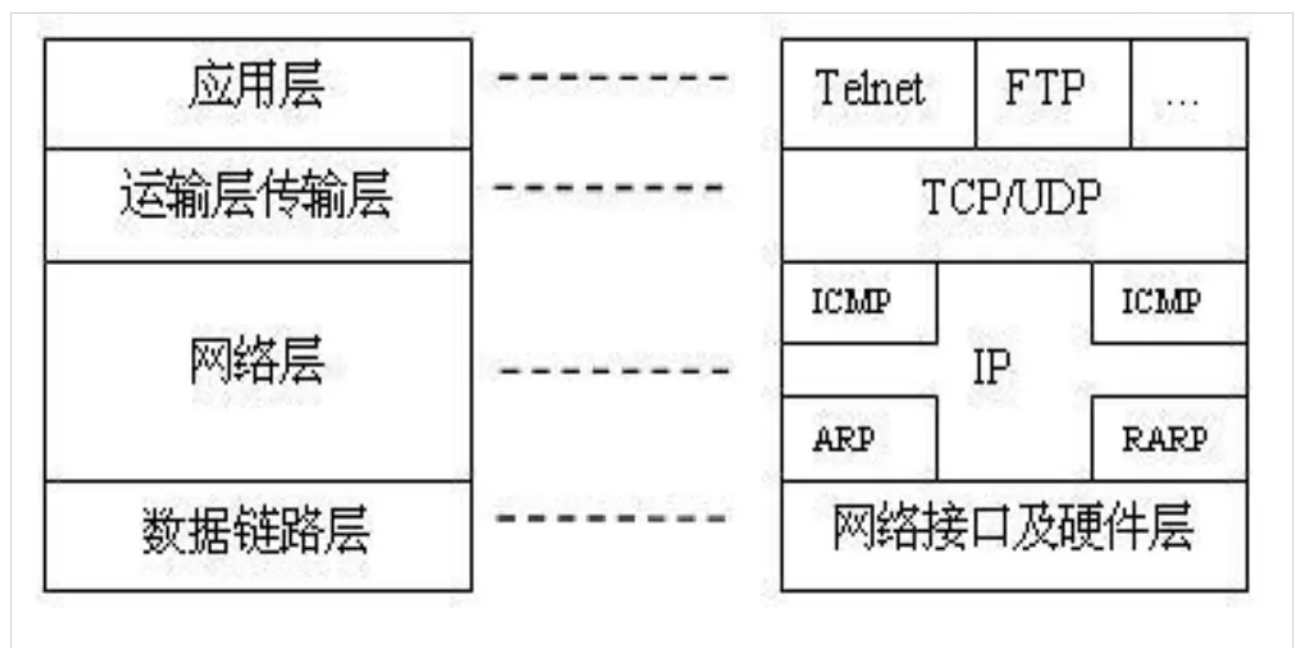 应用层
Telnet FTP ...
运输层传输层
TCP/UDP
ICMP ICMP
网络层
IP
ARP RARP
数据链路层
网络接口及硬件层